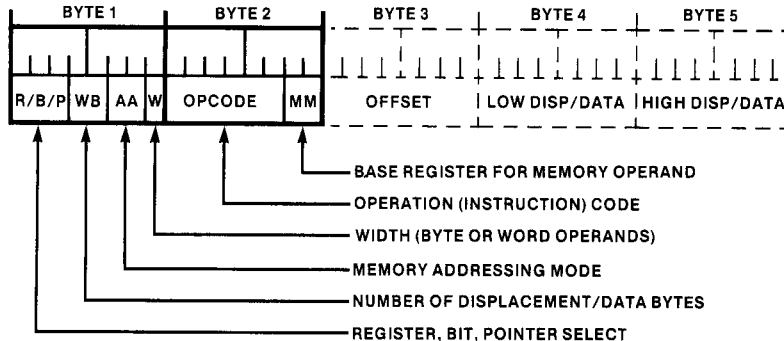 BYTE 1 BYTE 2 BYTE 3 BYTE 4 BYTE 5
R/B/P WB AA W OPCODE MM OFFSET LOW DISP/DATA HIGH DISP/DATA
BASE REGISTER FOR MEMORY OPERAND
OPERATION (INSTRUCTION) CODE
WIDTH (BYTE OR WORD OPERANDS)
MEMORY ADDRESSING MODE
NUMBER OF DISPLACEMENT/DATA BYTES
REGISTER, BIT, POINTER SELECT